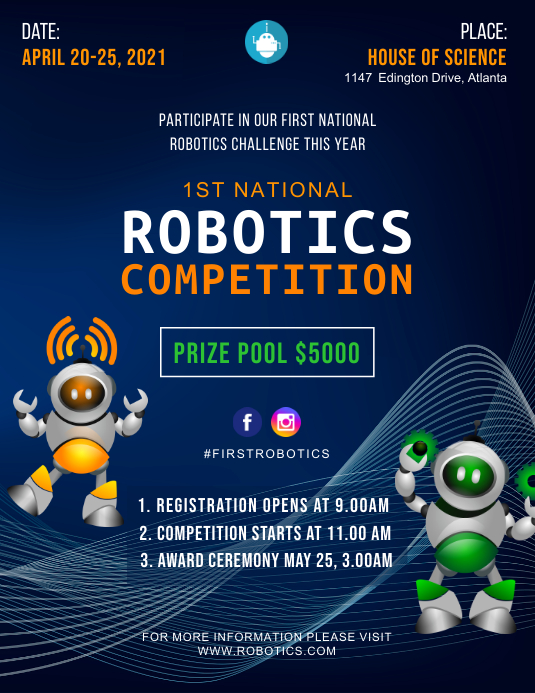 DATE:
APRIL 20-25, 2021
PLACE:
HOUSE OF SCIENCE
1147 Edington Drive, Atlanta
PARTICIPATE IN OUR FIRST NATIONAL
ROBOTICS CHALLENGE THIS YEAR
1ST NATIONAL
ROBOTICS
COMPETITION
PRIZE POOL $5000
#FIRSTROBOTICS
1. REGISTRATION OPENS AT 9.00AM
2. COMPETITION STARTS AT 11.00 AM
3. AWARD CEREMONY MAY 25, 3.00AM
FOR MORE INFORMATION PLEASE VISIT
WWW.ROBOTICS.COM